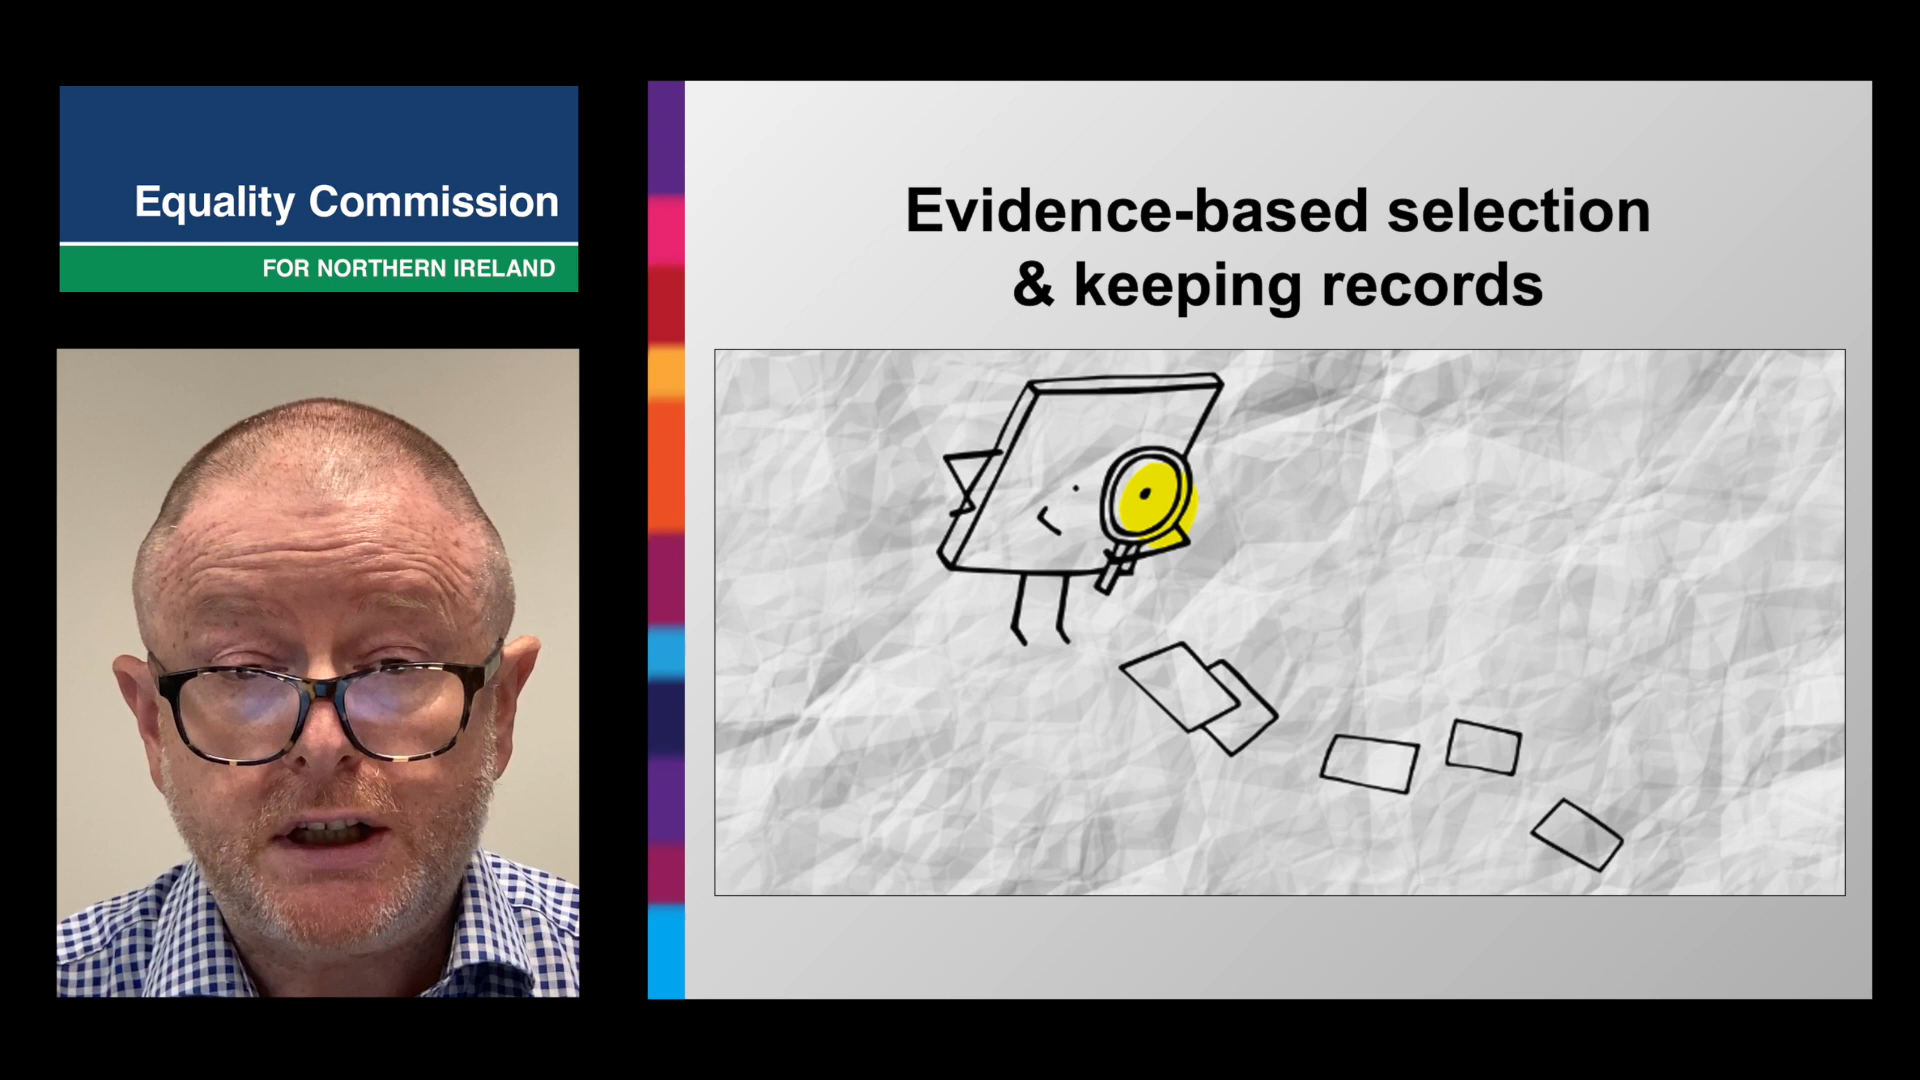 Equality Commission
FOR NORTHERN IRELAND
Evidence-based selection
& keeping records